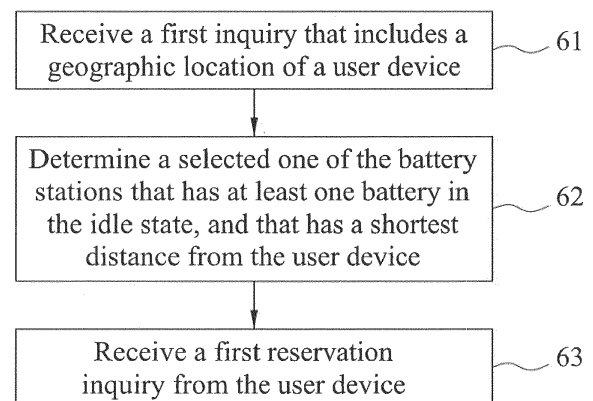 Receive a first inquiry that includes a
geographic location of a user device
61
Determine a selected one of the battery
stations that has at least one battery in
the idle state, and that has a shortest
distance from the user device
62
Receive a first reservation
inquiry from the user device
63